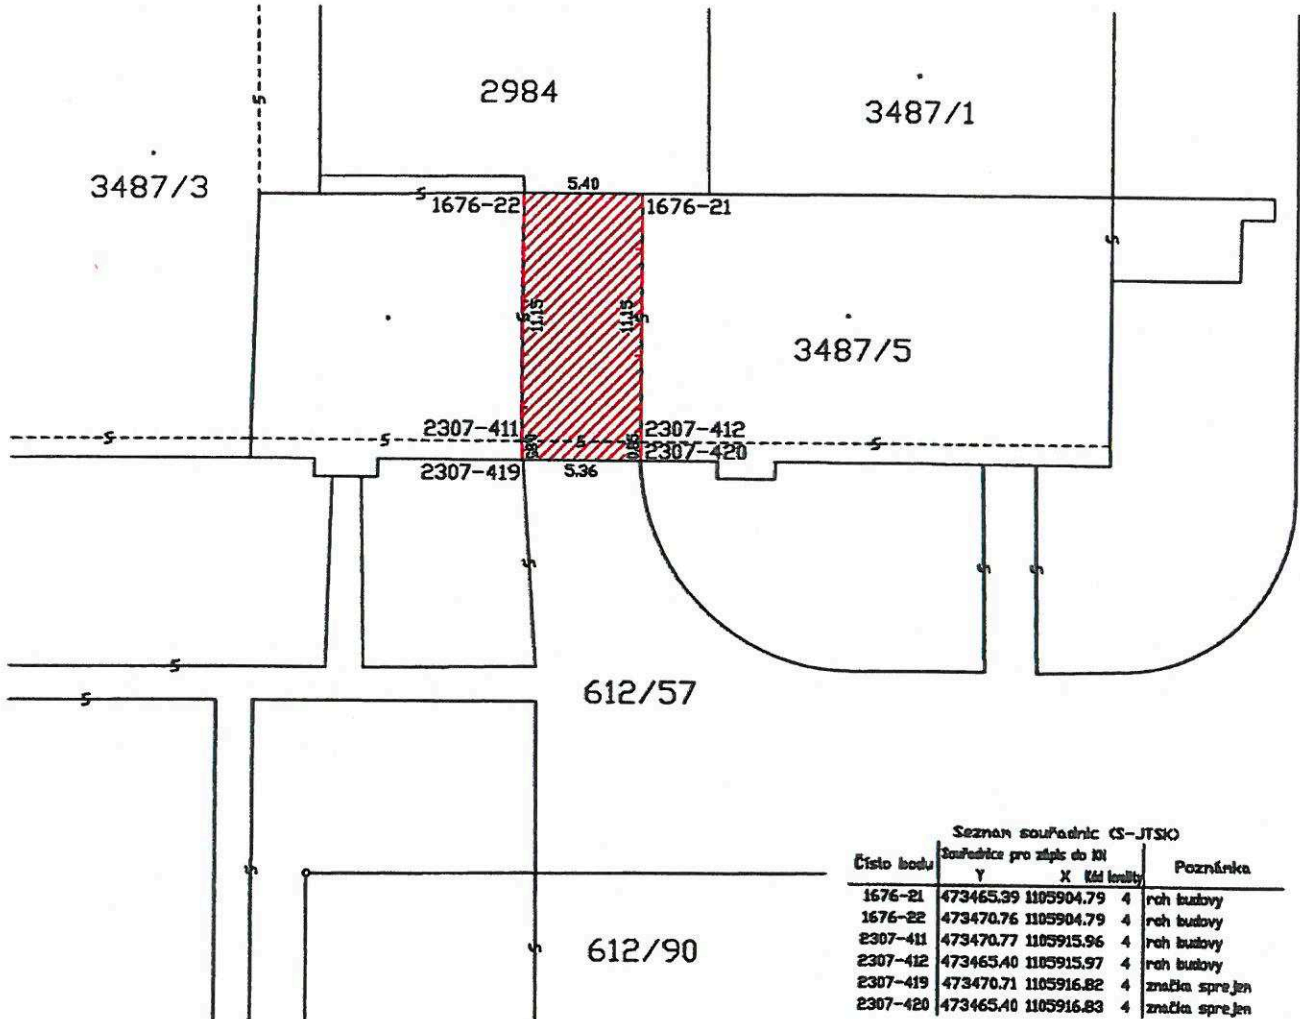 2984
3487/1
3487/3
5.40
1676-22
1676-21
11.15
11.15
3487/5
2307-411
2307-412
2307-420
2307-419
5.36
612/57
612/90
Seznam souřadnic (S-JTSK)
Číslo bodu
Souřadnice pro zápis do KN
Y X Kód kvality
Poznámka
1676-21 473465.39 1105904.79 4 roh budovy
1676-22 473470.76 1105904.79 4 roh budovy
2307-411 473470.77 1105915.96 4 roh budovy
2307-412 473465.40 1105915.97 4 roh budovy
2307-419 473470.71 1105916.82 4 značka sprejem
2307-420 473465.40 1105916.83 4 značka sprejem